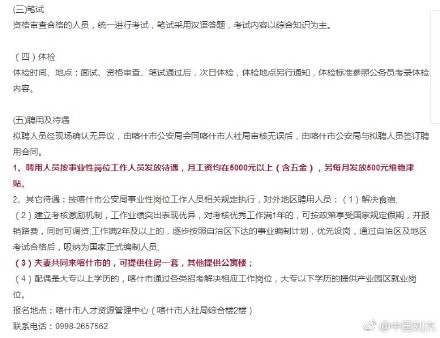 (三)笔试
资格审查合格的人员，统一进行考试，笔试采用汉语答题，考试内容以综合知识为主。
（四）体检
体检时间、地点：面试、资格审查、笔试通过后，次日体检，体检地点另行通知，体检标准参照公务员考录体检
内容。
(五)聘用及待遇
拟聘人员经现场确认无异议，由喀什市公安局会同喀什市人社局审核无误后，由喀什市公安局与拟聘人员签订聘
用合同。
1、聘用人员按事业性岗位工作人员发放待遇，月工资均在5000元以上（含五金），另每月发放500元维稳津
贴。
2、其它待遇：按喀什市公安局事业性岗位工作人员相关规定执行，对外地区聘用人员：（1）解决食宿；
（2）建立考核激励机制，工作业绩突出表现优异，对考核优秀工作满1年的，可按政策享受国家规定假期，并报
销路费，同时可调资;工作满2年及以上的，逐步按照自治区下达的事业编制计划，优先设岗，通过自治区及地区
考试合格后，吸纳为国家正式编制人员；
（3）夫妻共同来喀什市的，可提供住房一套，其他提供公寓楼；
（4）配偶是大专以上学历的，喀什市通过各类招考解决相应工作岗位，大专以下学历的提供产业园区就业岗
位。
报名地点：喀什市人才资源管理中心（喀什市人社局综合楼2楼）
联系电话：0998-2657562